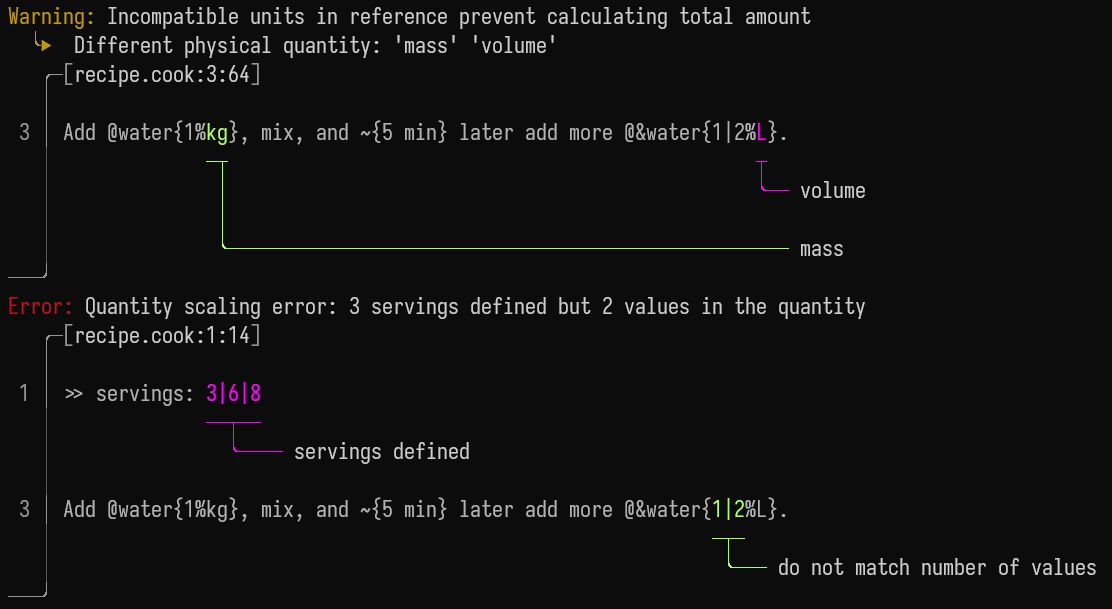 Warning: Incompatible units in reference prevent calculating total amount
Different physical quantity: 'mass' 'volume'
[recipe.cook:3:64]
3 Add @water{1%kg}, mix, and ~{5 min} later add more @&water{1|2%L}.
volume
mass
Error: Quantity scaling error: 3 servings defined but 2 values in the quantity
[recipe.cook:1:14]
1 >> servings: 3|6|8
servings defined
3 Add @water{1%kg}, mix, and ~{5 min} later add more @&water{1|2%L}.
do not match number of values